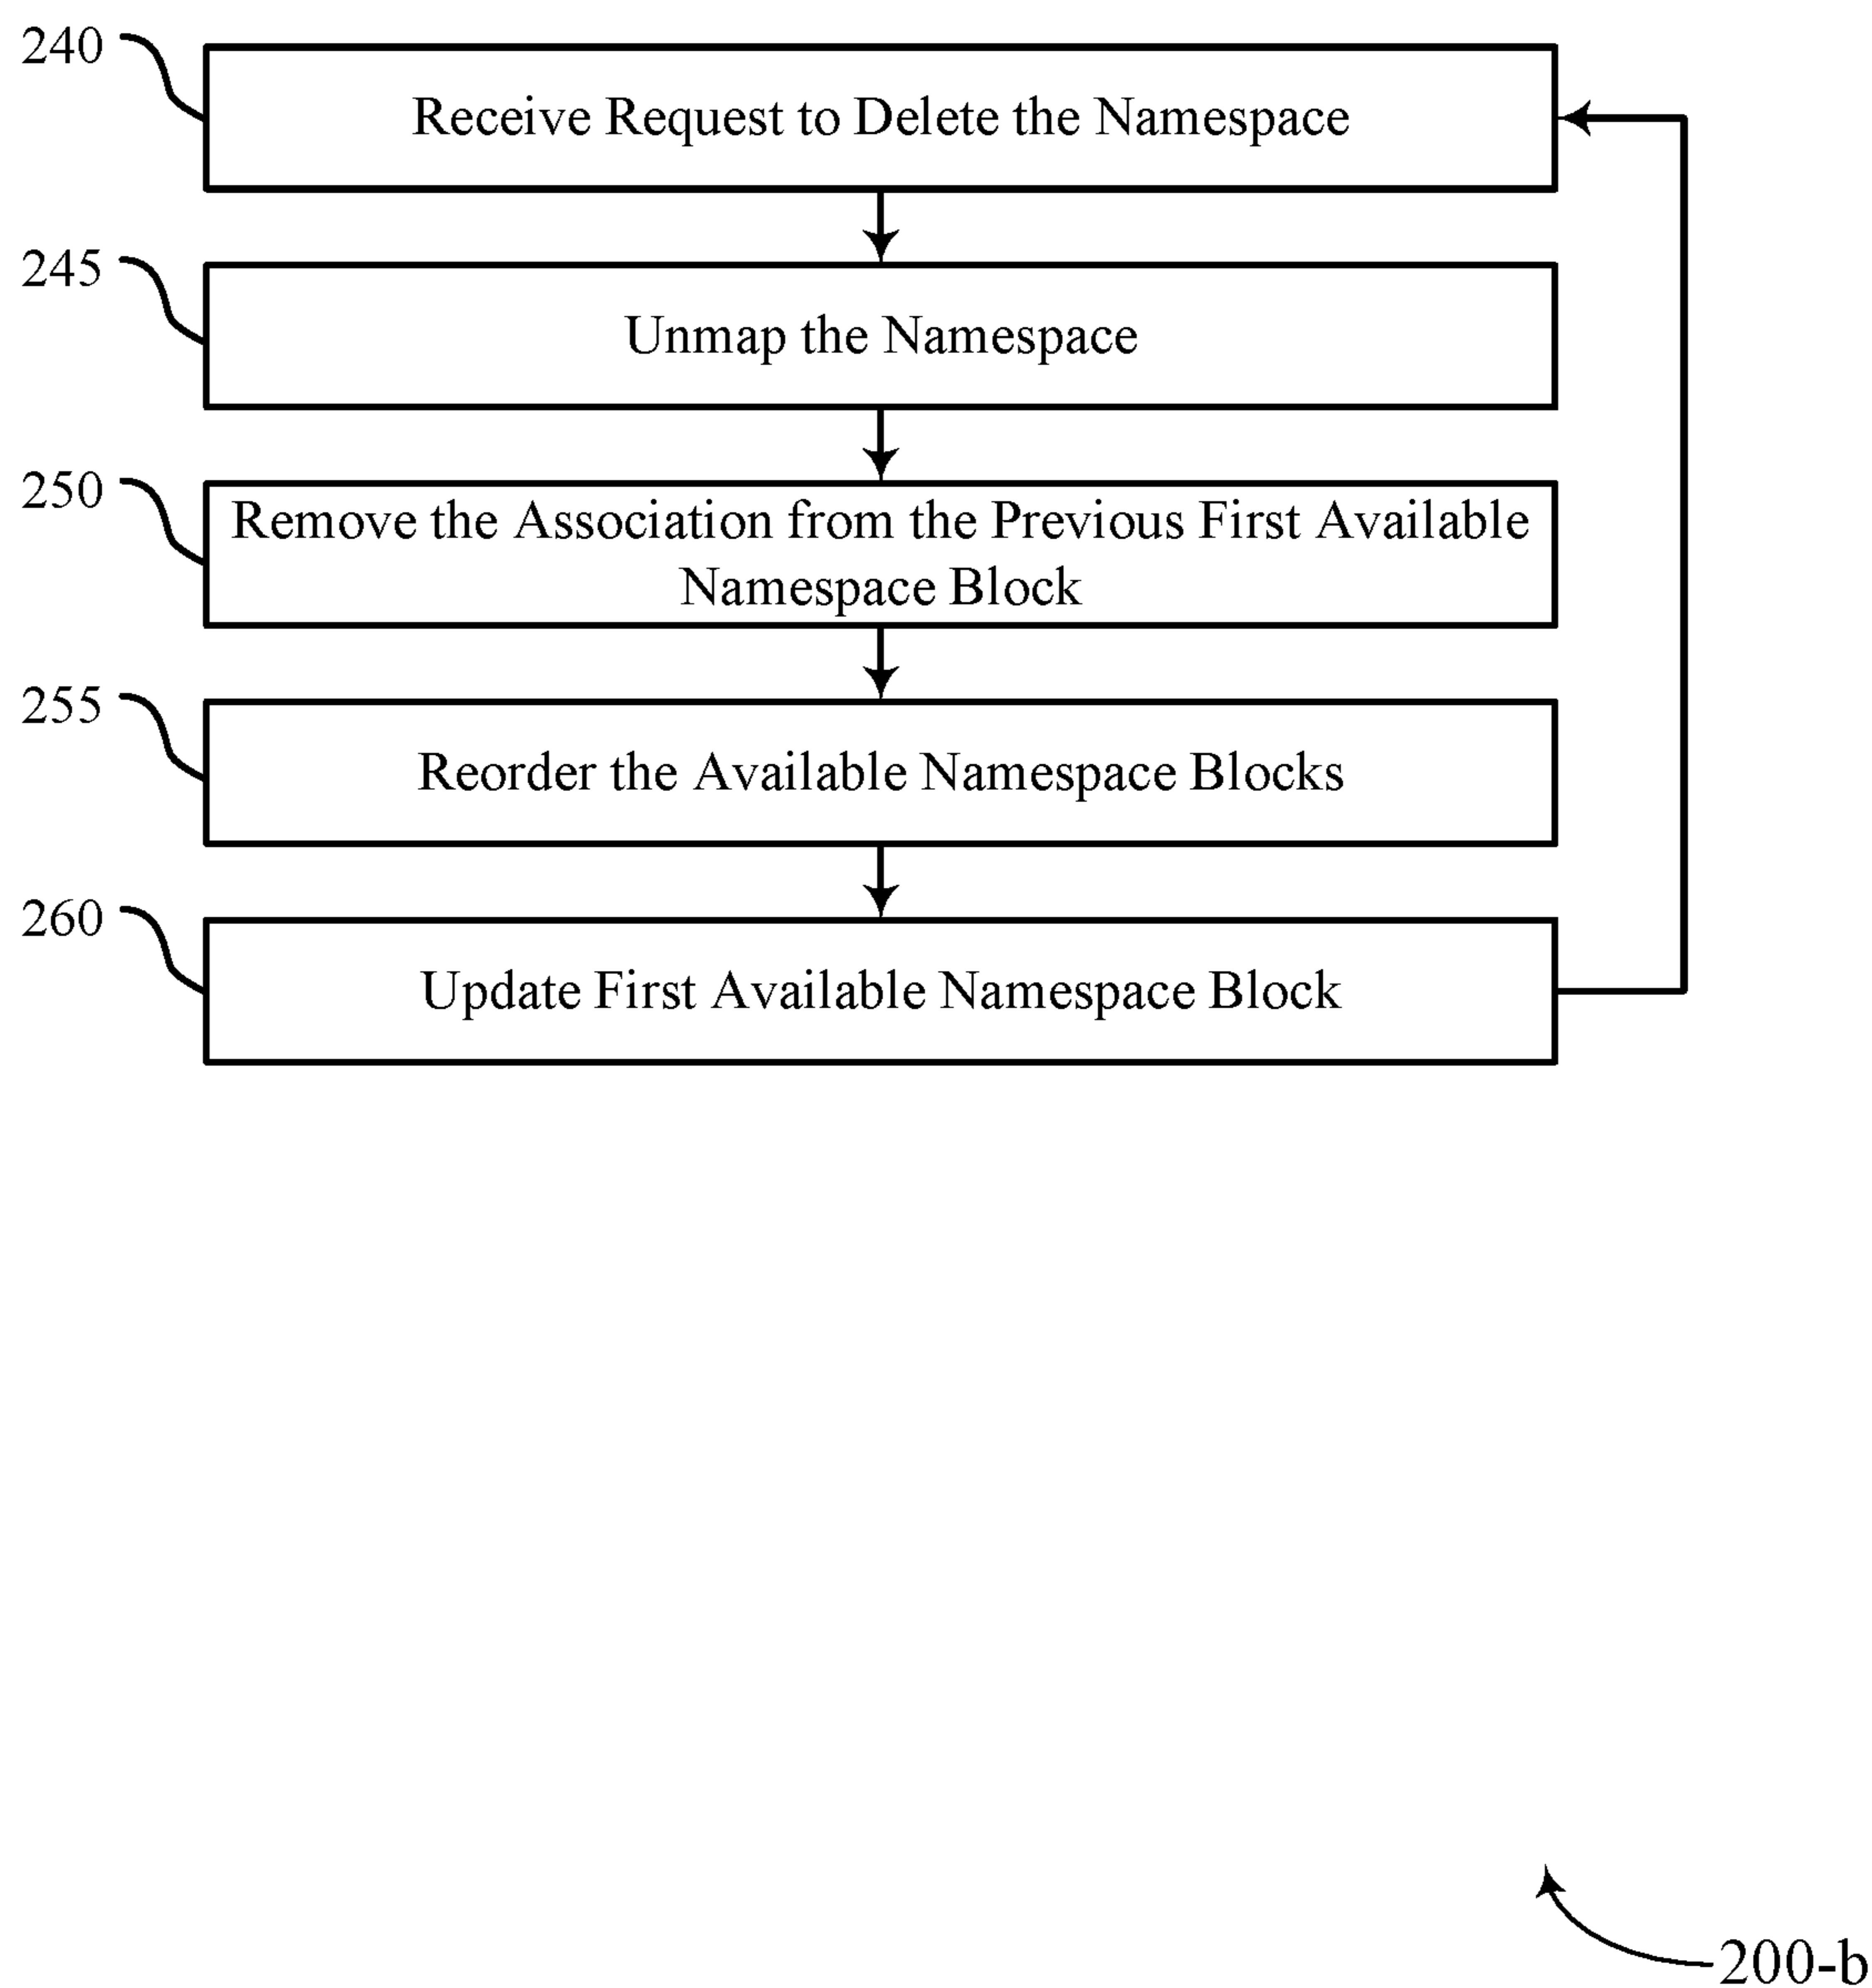 240
Receive Request to Delete the Namespace
245
Unmap the Namespace
250
Remove the Association from the Previous First Available
Namespace Block
255
Reorder the Available Namespace Blocks
260
Update First Available Namespace Block
200-b